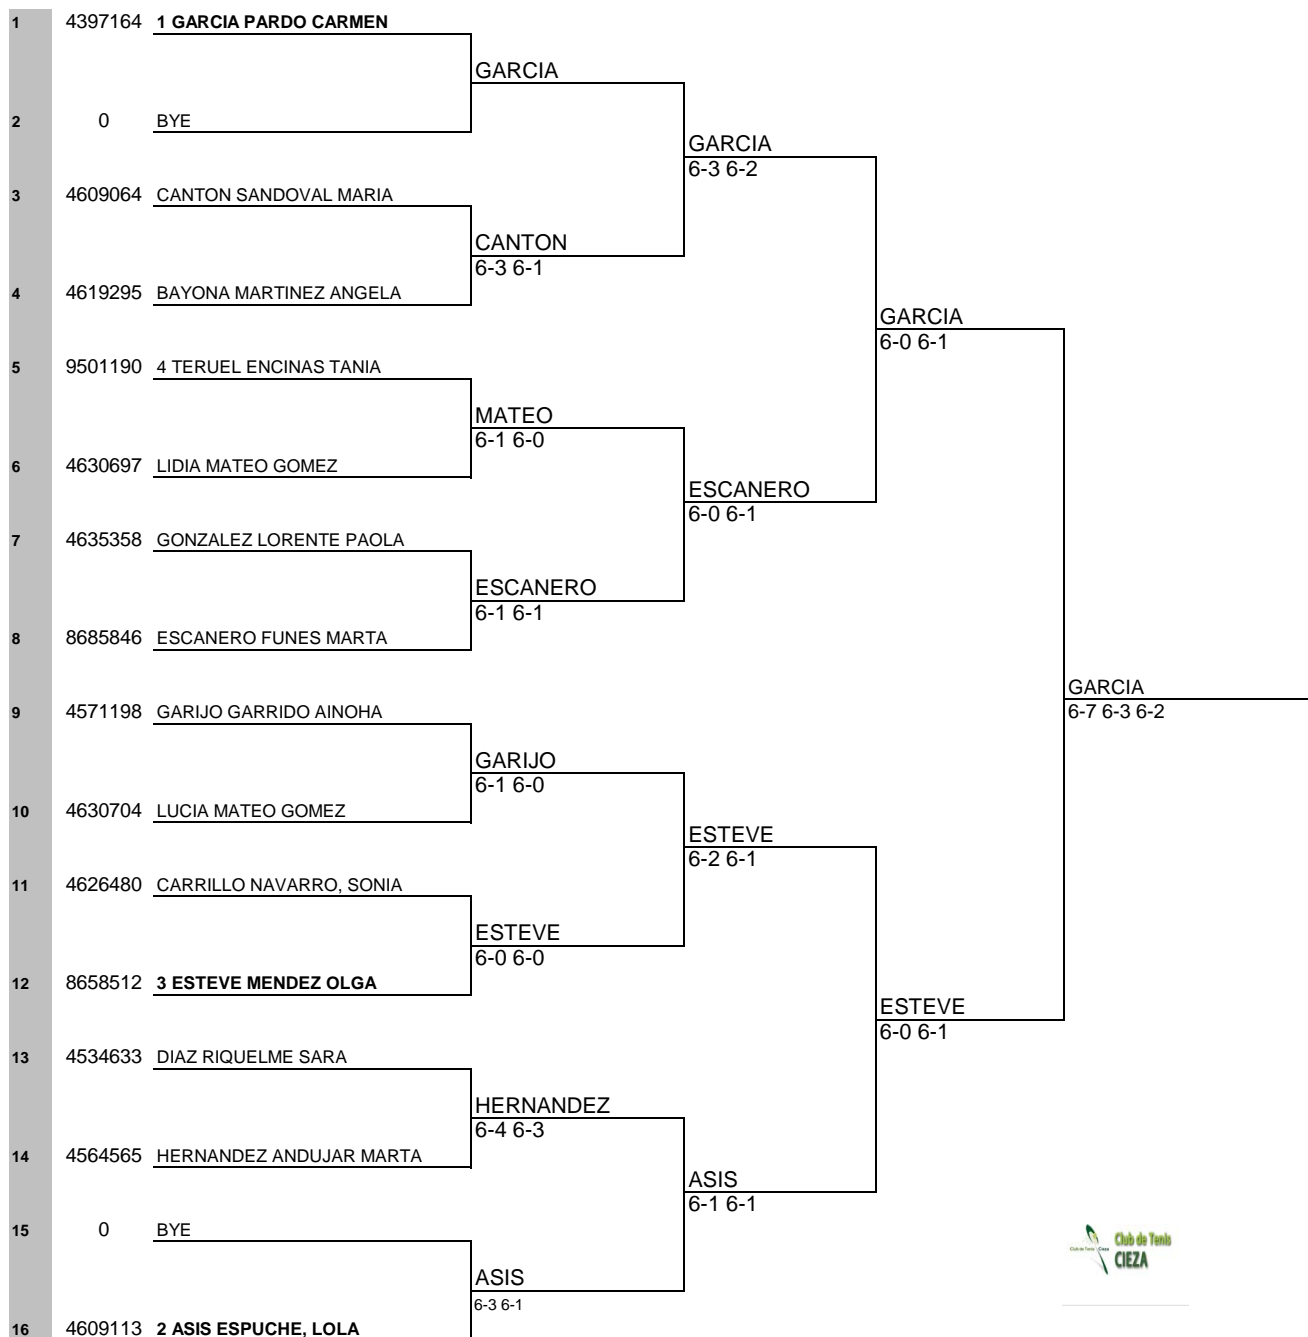 1 4397164 1 GARCIA PARDO CARMEN
GARCIA
2 0 BYE
GARCIA
6-3 6-2
3 4609064 CANTON SANDOVAL MARIA
CANTON
6-3 6-1
4 4619295 BAYONA MARTINEZ ANGELA
GARCIA
6-0 6-1
5 9501190 4 TERUEL ENCINAS TANIA
MATEO
6-1 6-0
6 4630697 LIDIA MATEO GOMEZ
ESCANERO
6-0 6-1
7 4635358 GONZALEZ LORENTE PAOLA
ESCANERO
6-1 6-1
8 8685846 ESCANERO FUNES MARTA
GARCIA
6-7 6-3 6-2
9 4571198 GARIJO GARRIDO AINOHA
GARIJO
6-1 6-0
10 4630704 LUCIA MATEO GOMEZ
ESTEVE
6-2 6-1
11 4626480 CARRILLO NAVARRO, SONIA
ESTEVE
6-0 6-0
12 8658512 3 ESTEVE MENDEZ OLGA
ESTEVE
6-0 6-1
13 4534633 DIAZ RIQUELME SARA
HERNANDEZ
6-4 6-3
14 4564565 HERNANDEZ ANDUJAR MARTA
ASIS
6-1 6-1
15 0 BYE
Club de Tenis Cieza
Club de Tenis
CIEZA
ASIS
6-3 6-1
16 4609113 2 ASIS ESPUCHE, LOLA